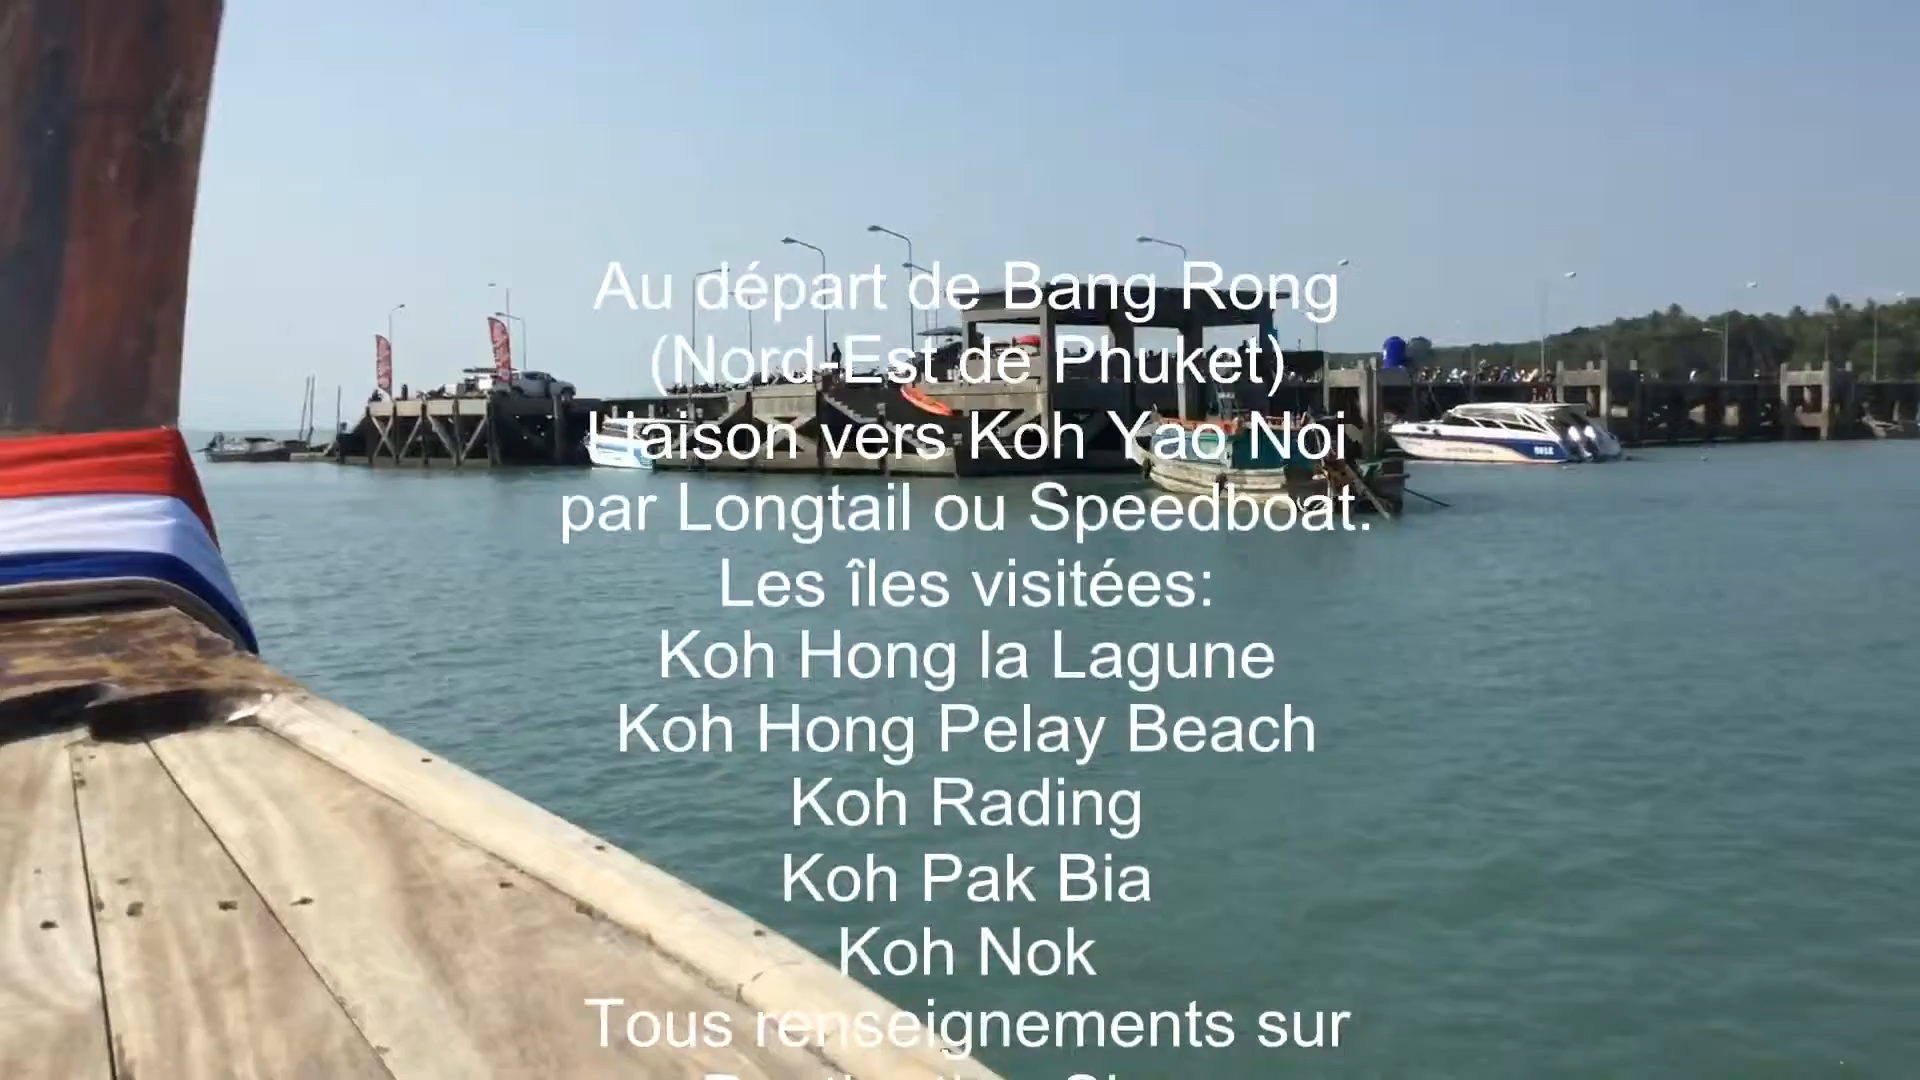 Au départ de Bang Rong
(Nord-Est de Phuket)
Liaison vers Koh Yao Noi
par Longtail ou Speedboat.
Les îles visitées:
Koh Hong la Lagune
Koh Hong Pelay Beach
Koh Rading
Koh Pak Bia
Koh Nok
Tous renseignements sur